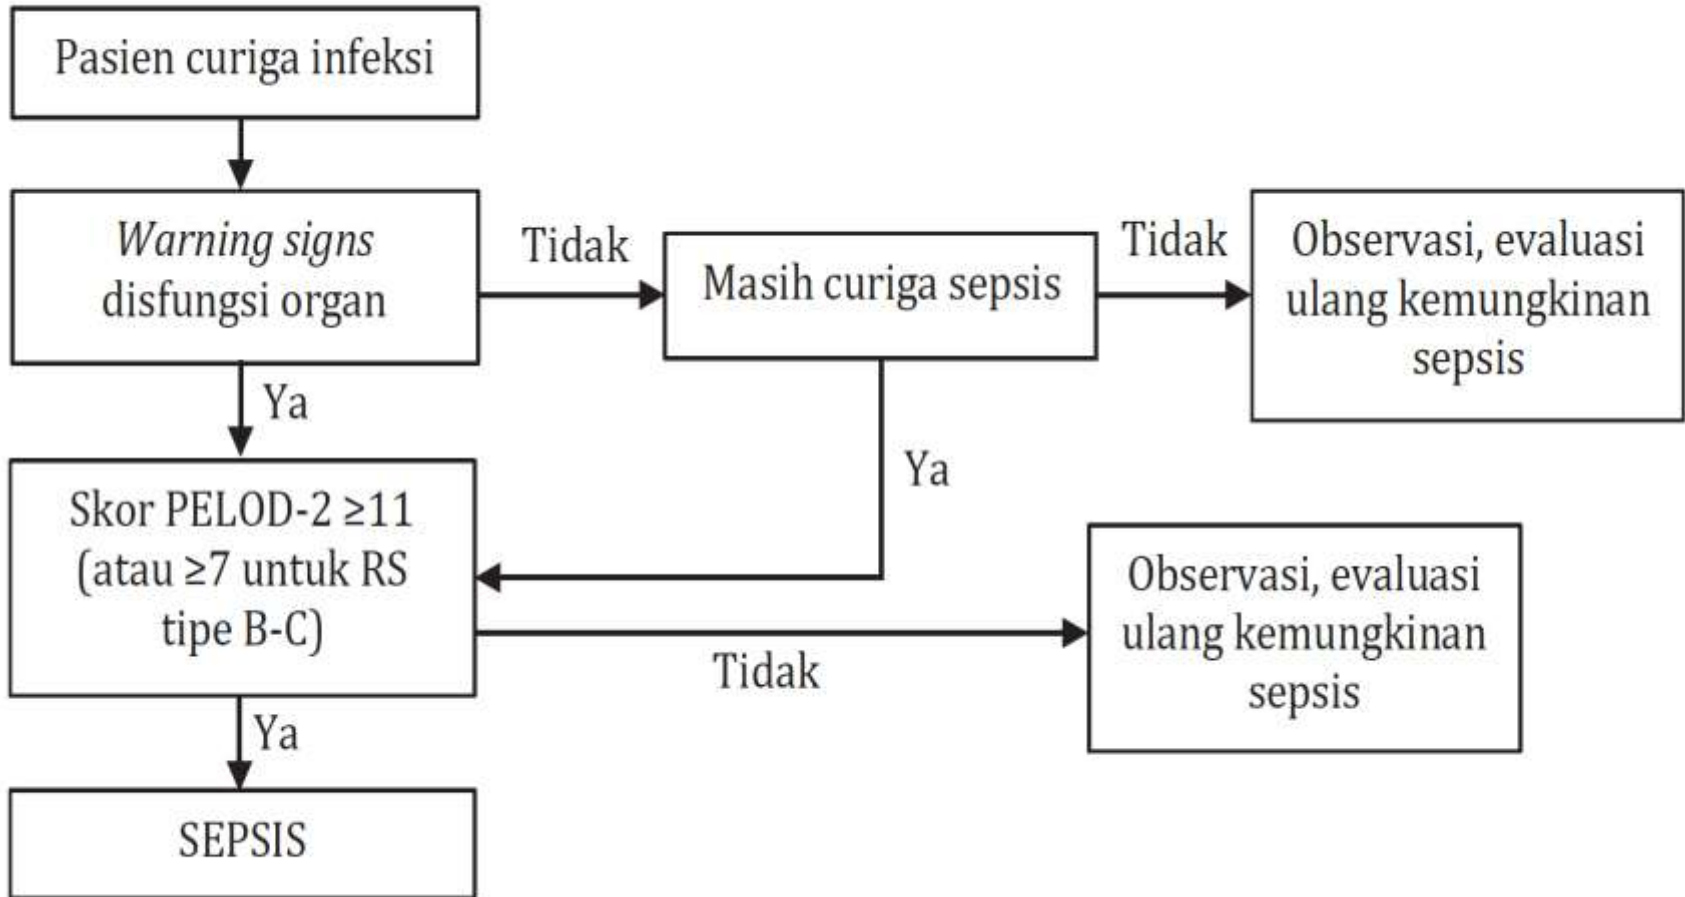 Pasien curiga infeksi
Warning signs
disfungsi organ
Tidak
Masih curiga sepsis
Tidak
Observasi, evaluasi
ulang kemungkinan
sepsis
Ya
Ya
Skor PELOD-2 ≥11
(atau ≥7 untuk RS
tipe B-C)
Tidak
Observasi, evaluasi
ulang kemungkinan
sepsis
Ya
SEPSIS